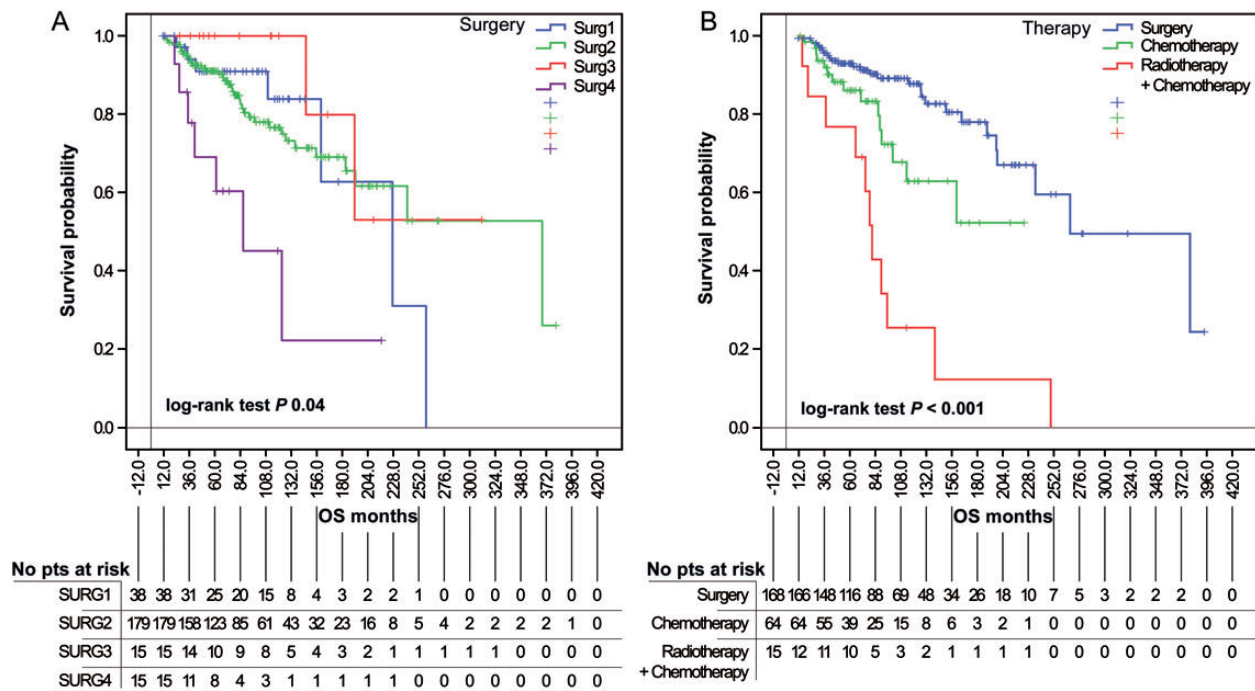 A
Surgery
Surg1
Surg2
Surg3
Surg4
1.0
0.8
0.6
0.4
0.2
0.0
Survival probability
log-rank test P 0.04
-12.0 12.0 36.0 60.0 84.0 108.0 132.0 156.0 180.0 204.0 228.0 252.0 276.0 300.0 324.0 348.0 372.0 396.0 420.0
OS months
No pts at risk
SURG1 38 38 31 25 20 15 8 4 3 2 2 1 0 0 0 0 0 0 0
SURG2 179 179 158 123 85 61 43 32 23 16 8 5 4 2 2 2 2 1 0
SURG3 15 15 14 10 9 8 5 4 3 2 1 1 1 1 1 0 0 0 0
SURG4 15 15 11 8 4 3 1 1 1 1 1 0 0 0 0 0 0 0 0
B
Therapy
Surgery
Chemotherapy
Radiotherapy
+ Chemotherapy
1.0
0.8
0.6
0.4
0.2
0.0
Survival probability
log-rank test P < 0.001
-12.0 12.0 36.0 60.0 84.0 108.0 132.0 156.0 180.0 204.0 228.0 252.0 276.0 300.0 324.0 348.0 372.0 396.0 420.0
OS months
No pts at risk
Surgery 168 166 148 116 88 69 48 34 26 18 10 7 5 3 2 2 2 0 0
Chemotherapy 64 64 55 39 25 15 8 6 3 2 1 0 0 0 0 0 0 0 0
Radiotherapy 15 12 11 10 5 3 2 1 1 1 1 0 0 0 0 0 0 0 0
+ Chemotherapy